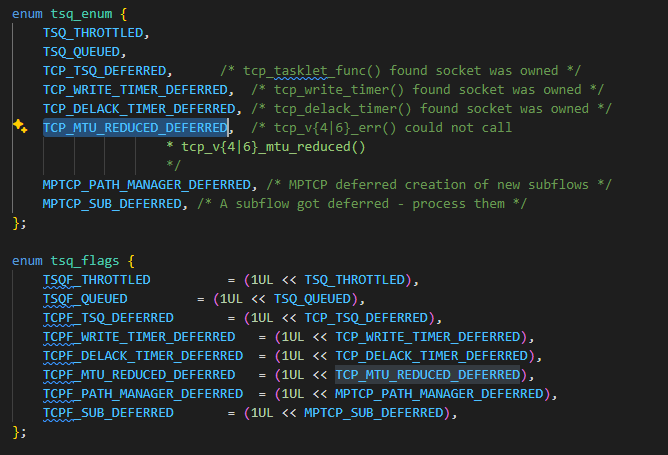 enum tsq_enum {
    TSQ_THROTTLED,
    TSQ_QUEUED,
    TCP_TSQ_DEFERRED,      /* tcp_tasklet_func() found socket was owned */
    TCP_WRITE_TIMER_DEFERRED,  /* tcp_write_timer() found socket was owned */
    TCP_DELACK_TIMER_DEFERRED, /* tcp_delack_timer() found socket was owned */
    TCP_MTU_REDUCED_DEFERRED,  /* tcp_v{4|6}_err() could not call
                    * tcp_v{4|6}_mtu_reduced()
                    */
    MPTCP_PATH_MANAGER_DEFERRED, /* MPTCP deferred creation of new subflows */
    MPTCP_SUB_DEFERRED, /* A subflow got deferred - process them */
};
enum tsq_flags {
    TSQF_THROTTLED          = (1UL << TSQ_THROTTLED),
    TSQF_QUEUED         = (1UL << TSQ_QUEUED),
    TCPF_TSQ_DEFERRED       = (1UL << TCP_TSQ_DEFERRED),
    TCPF_WRITE_TIMER_DEFERRED   = (1UL << TCP_WRITE_TIMER_DEFERRED),
    TCPF_DELACK_TIMER_DEFERRED  = (1UL << TCP_DELACK_TIMER_DEFERRED),
    TCPF_MTU_REDUCED_DEFERRED   = (1UL << TCP_MTU_REDUCED_DEFERRED),
    TCPF_PATH_MANAGER_DEFERRED  = (1UL << MPTCP_PATH_MANAGER_DEFERRED),
    TCPF_SUB_DEFERRED       = (1UL << MPTCP_SUB_DEFERRED),
};